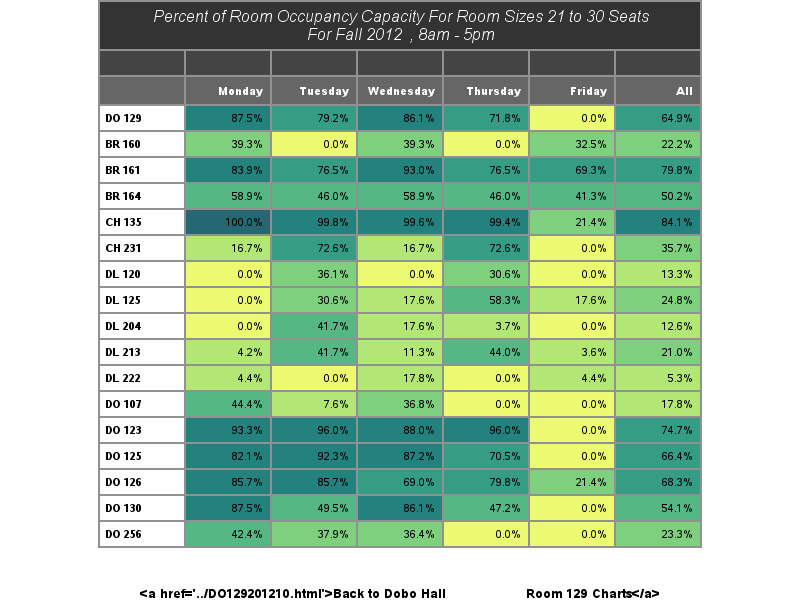 Percent of Room Occupancy Capacity For Room Sizes 21 to 30 Seats
For Fall 2012 , 8am - 5pm
Monday Tuesday Wednesday Thursday Friday All
DO 129 87.5% 79.2% 86.1% 71.8% 0.0% 64.9%
BR 160 39.3% 0.0% 39.3% 0.0% 32.5% 22.2%
BR 161 83.9% 76.5% 93.0% 76.5% 69.3% 79.8%
BR 164 58.9% 46.0% 58.9% 46.0% 41.3% 50.2%
CH 135 100.0% 99.8% 99.6% 99.4% 21.4% 84.1%
CH 231 16.7% 72.6% 16.7% 72.6% 0.0% 35.7%
DL 120 0.0% 36.1% 0.0% 30.6% 0.0% 13.3%
DL 125 0.0% 30.6% 17.6% 58.3% 17.6% 24.8%
DL 204 0.0% 41.7% 17.6% 3.7% 0.0% 12.6%
DL 213 4.2% 41.7% 11.3% 44.0% 3.6% 21.0%
DL 222 4.4% 0.0% 17.8% 0.0% 4.4% 5.3%
DO 107 44.4% 7.6% 36.8% 0.0% 0.0% 17.8%
DO 123 93.3% 96.0% 88.0% 96.0% 0.0% 74.7%
DO 125 82.1% 92.3% 87.2% 70.5% 0.0% 66.4%
DO 126 85.7% 85.7% 69.0% 79.8% 21.4% 68.3%
DO 130 87.5% 49.5% 86.1% 47.2% 0.0% 54.1%
DO 256 42.4% 37.9% 36.4% 0.0% 0.0% 23.3%
<a href='../DO129201210.html'>Back to Dobo Hall Room 129 Charts</a>